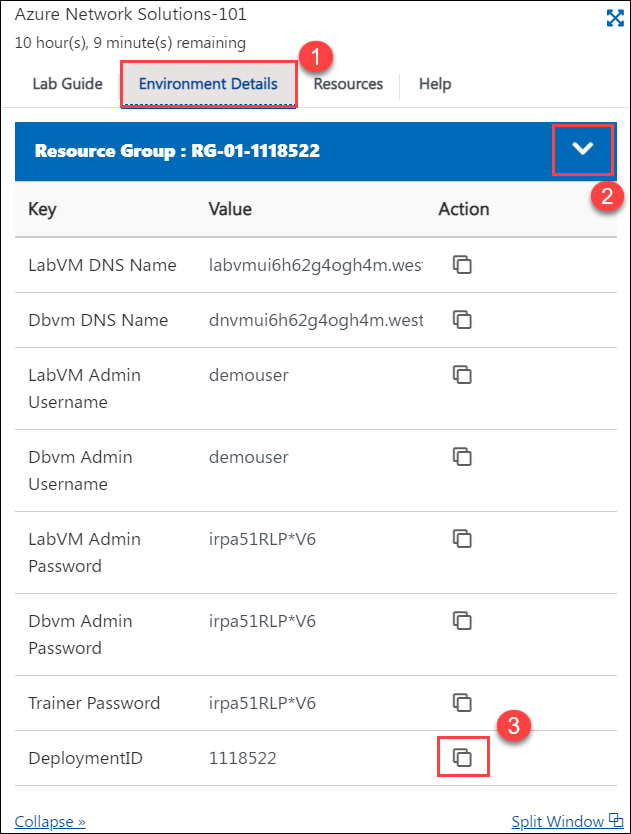 Azure Network Solutions-101
10 hour(s), 9 minute(s) remaining
1
Lab Guide Environment Details Resources Help
Resource Group : RG-01-1118522
2
Key Value Action
LabVM DNS Name labvmui6h62g4ogh4m.wes
Dbvm DNS Name dnvmui6h62g4ogh4m.west
LabVM Admin demouser
Username
Dbvm Admin demouser
Username
LabVM Admin irpa51RLP*V6
Password
Dbvm Admin irpa51RLP*V6
Password
Trainer Password irpa51RLP*V6
3
DeploymentID 1118522
Collapse » Split Window